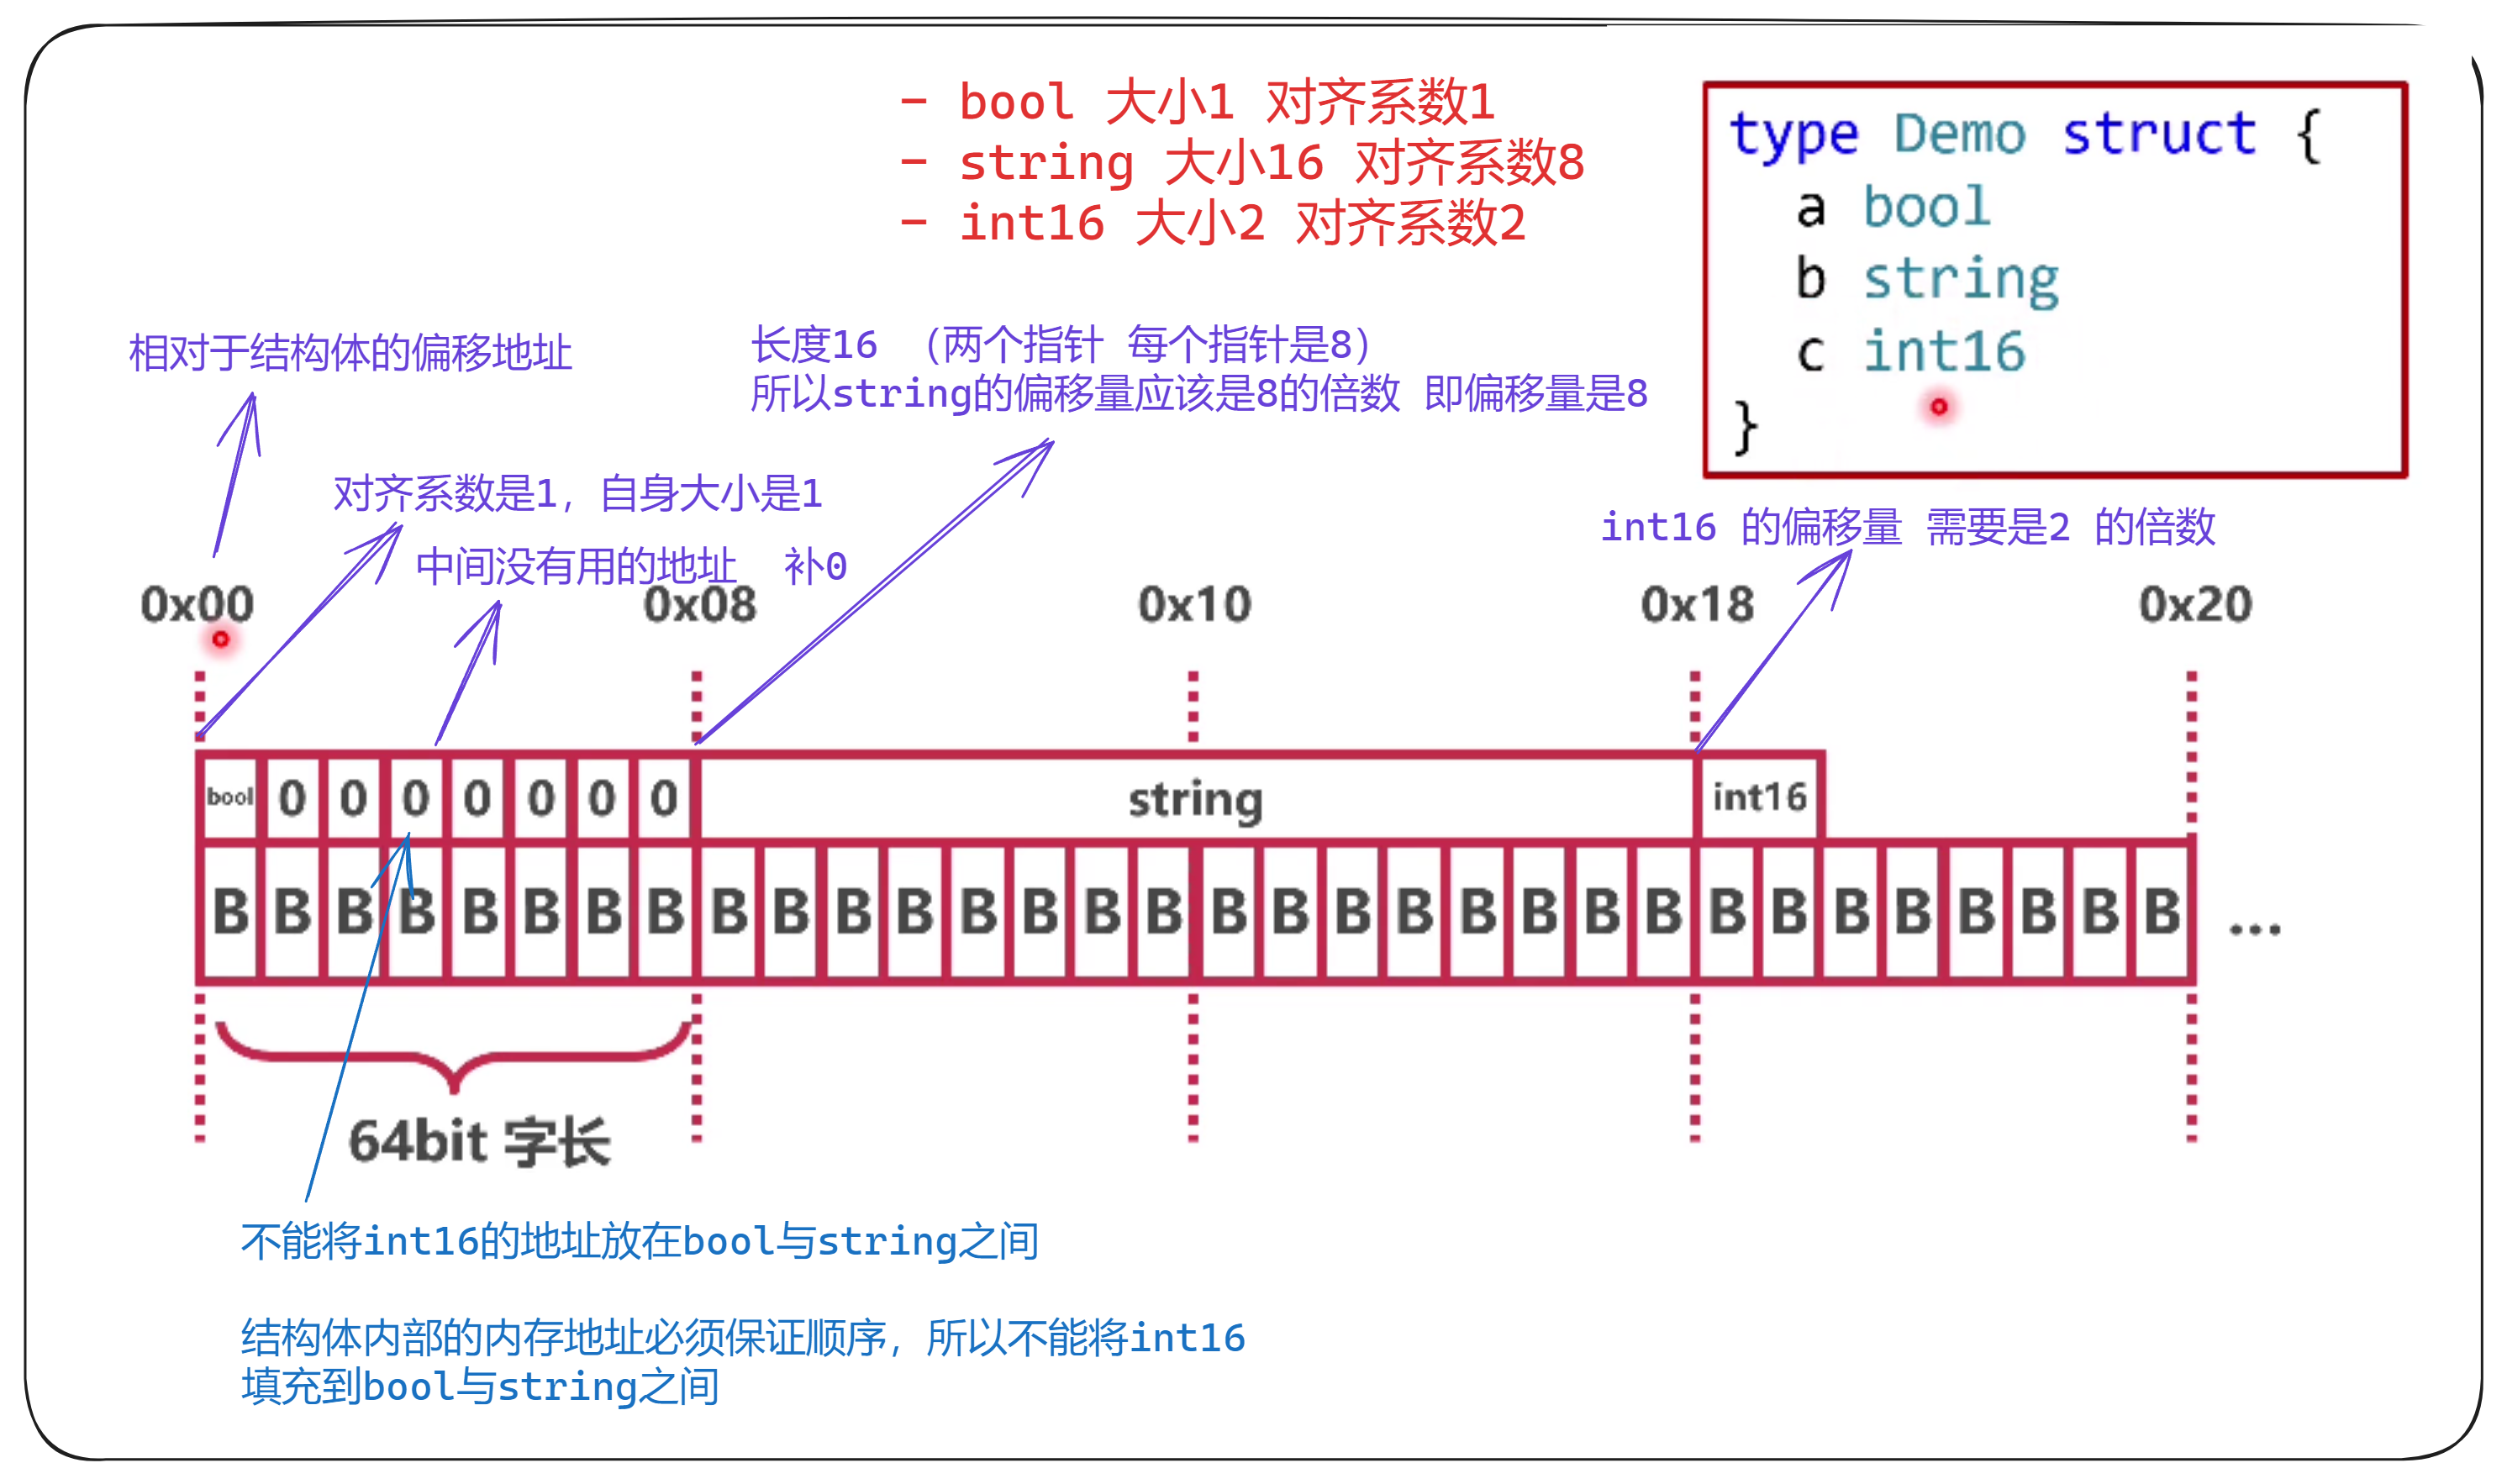 - bool 大小1 对齐系数1
- string 大小16 对齐系数8
- int16 大小2 对齐系数2
type Demo struct {
a bool
b string
c int16
}
相对于结构体的偏移地址
长度16 （两个指针 每个指针是8）
所以string的偏移量应该是8的倍数 即偏移量是8
对齐系数是1，自身大小是1
中间没有用的地址 补0
int16 的偏移量 需要是2 的倍数
0x00 0x08 0x10 0x18 0x20
bool 0 0 0 0 0 0 0 string int16
B B B B B B B B B B B B B B B B B B B B B B B B B B B B B B B B ...
64bit 字长
不能将int16的地址放在bool与string之间
结构体内部的内存地址必须保证顺序，所以不能将int16
填充到bool与string之间